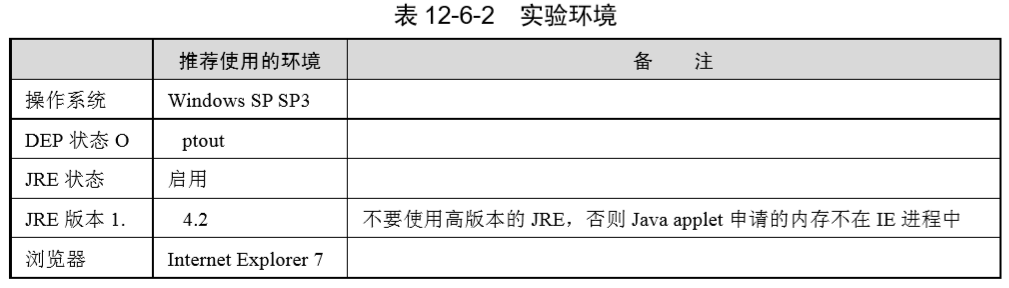 表 12-6-2 实验环境
推荐使用的环境 备 注
操作系统 Windows SP SP3
DEP 状态 O ptout
JRE 状态 启用
JRE 版本 1. 4.2 不要使用高版本的 JRE，否则 Java applet 申请的内存不在 IE 进程中
浏览器 Internet Explorer 7